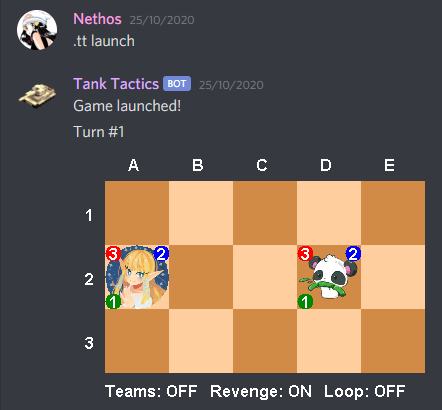 Nethos 25/10/2020
.tt launch
Tank Tactics BOT 25/10/2020
Game launched!
Turn #1
A B C D E
1
3 2 3 2
2
1 1
3
Teams: OFF Revenge: ON Loop: OFF